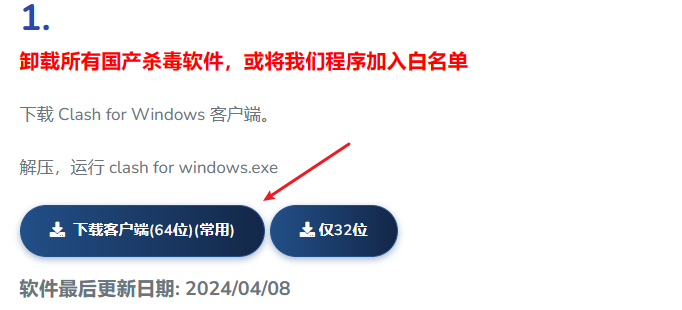 1.
卸载所有国产杀毒软件，或将我们程序加入白名单
下载 Clash for Windows 客户端。
解压，运行 clash for windows.exe
下载客户端(64位)(常用) 仅32位
软件最后更新日期: 2024/04/08